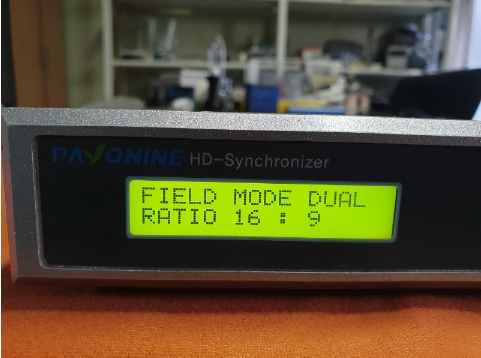 PAVONINE HD-Synchronizer
FIELD MODE DUAL
RATIO 16 : 9